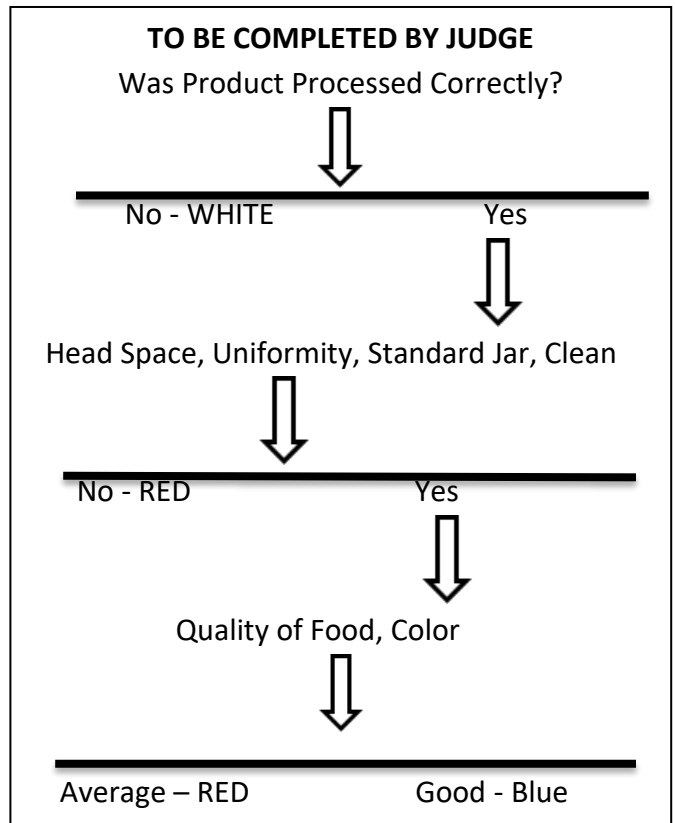 TO BE COMPLETED BY JUDGE
Was Product Processed Correctly?
No - WHITE Yes
Head Space, Uniformity, Standard Jar, Clean
No - RED Yes
Quality of Food, Color
Average – RED Good - Blue